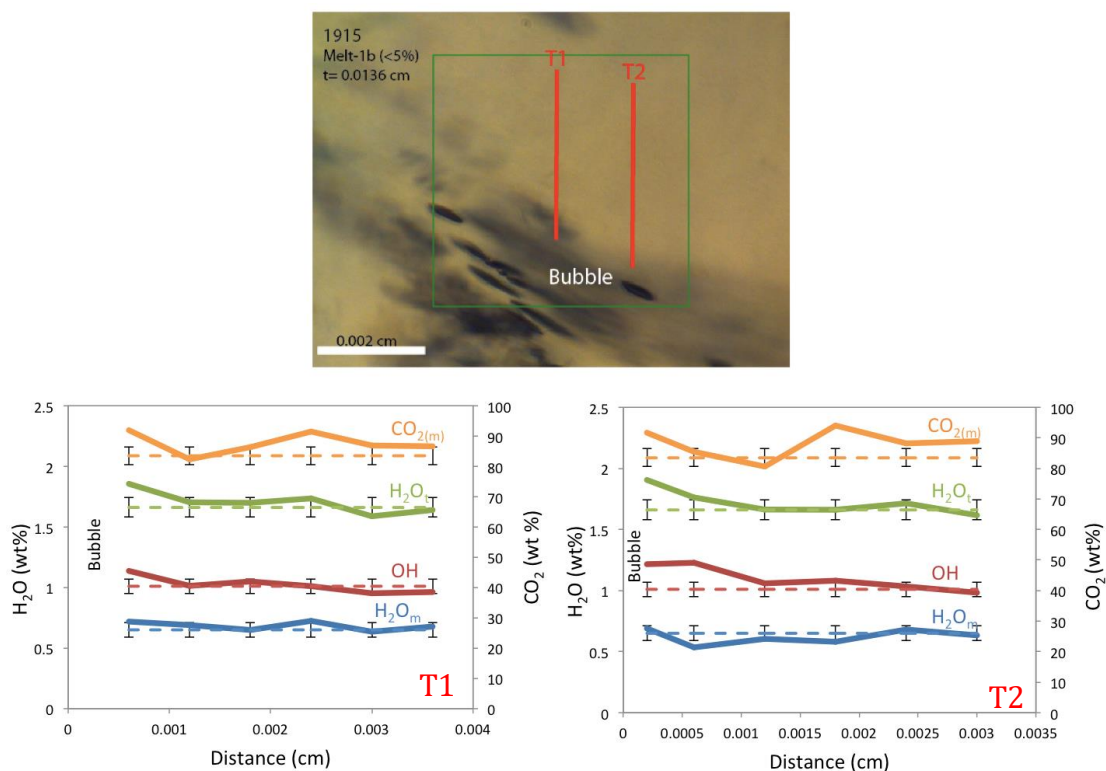 1915
Melt-1b (<5%)
t= 0.0136 cm
T1
T2
Bubble
0.002 cm
2.5
2
1.5
1
0.5
0
H₂O (wt%)
Bubble
CO₂(m)
H₂Oₜ
OH
H₂Oₘ
T1
100
90
80
70
60
50
40
30
20
10
0
CO₂ (wt %)
0
0.001
0.002
0.003
0.004
Distance (cm)
2.5
2
1.5
1
0.5
0
H₂O (wt%)
Bubble
CO₂(m)
H₂Oₜ
OH
H₂Oₘ
T2
100
90
80
70
60
50
40
30
20
10
0
CO₂ (wt%)
0
0.0005
0.001
0.0015
0.002
0.0025
0.003
0.0035
Distance (cm)